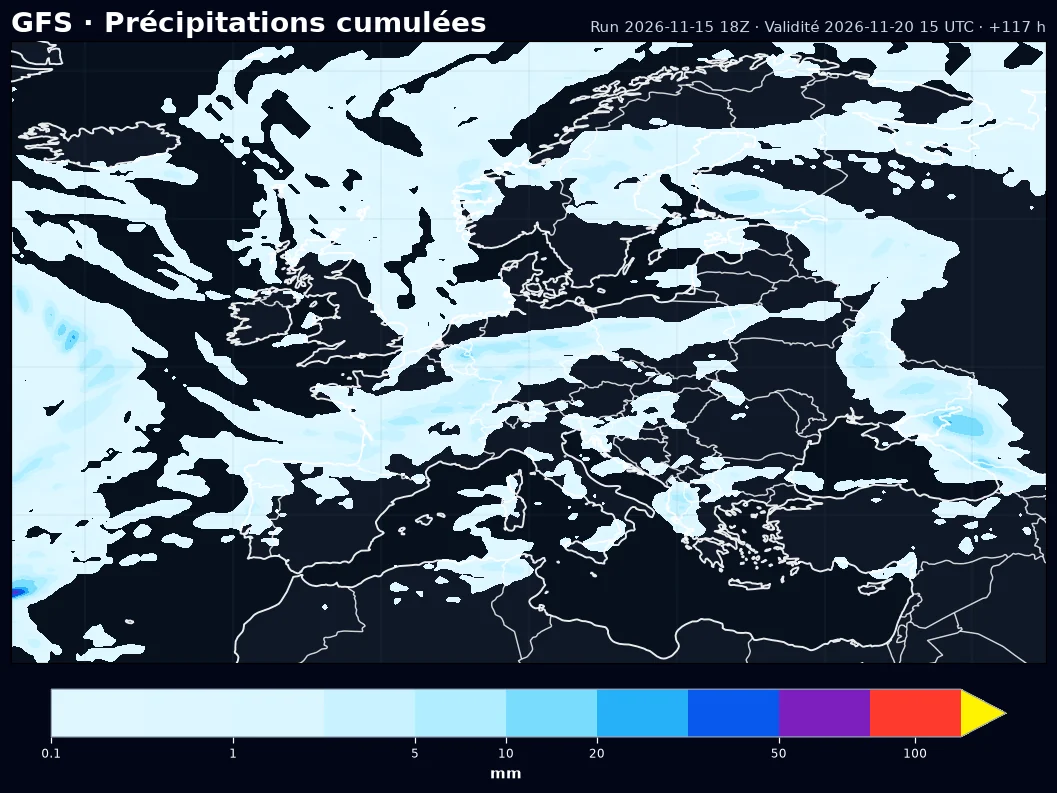 GFS · Précipitations cumulées
Run 2026-11-15 18Z · Validité 2026-11-20 15 UTC · +117 h
0.1 1 5 10 20 50 100
mm